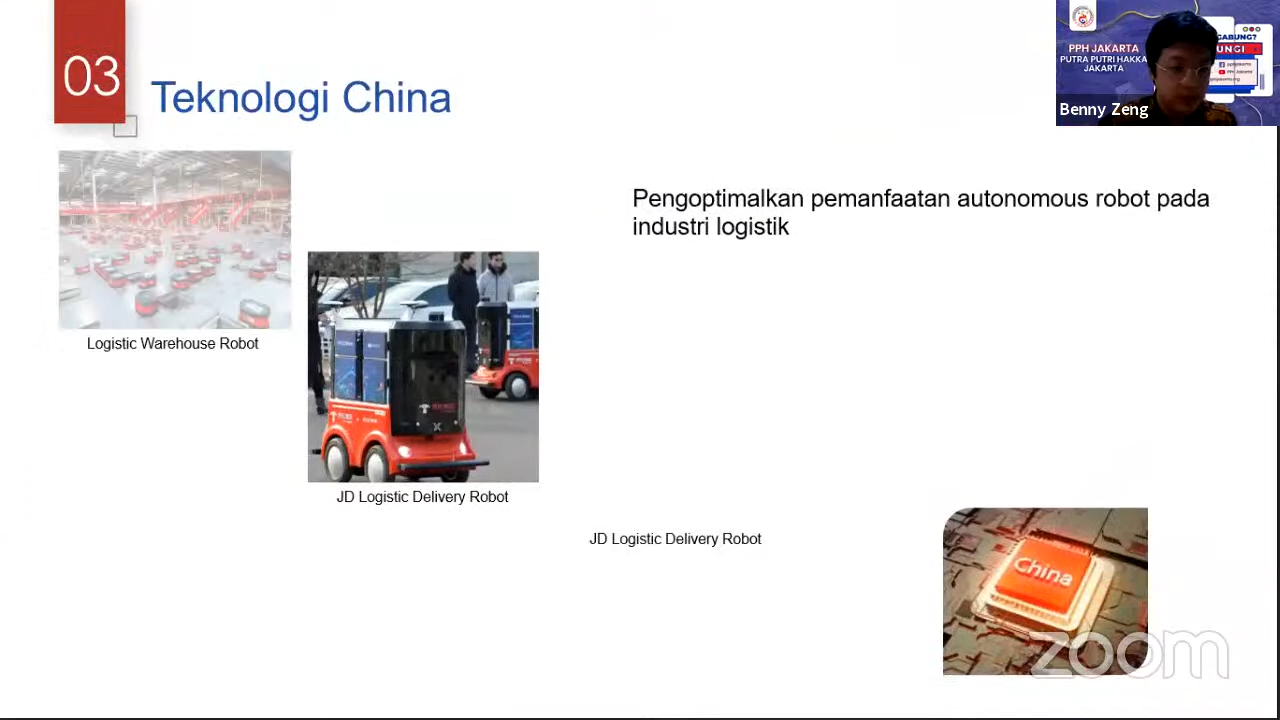 03
Teknologi China
PPH JAKARTA
PUTRA PUTRI HAKKA
JAKARTA
GABUNG?
Benny Zeng
Pengoptimalkan pemanfaatan autonomous robot pada
industri logistik
Logistic Warehouse Robot
JD Logistic Delivery Robot
JD Logistic Delivery Robot
China
zoom